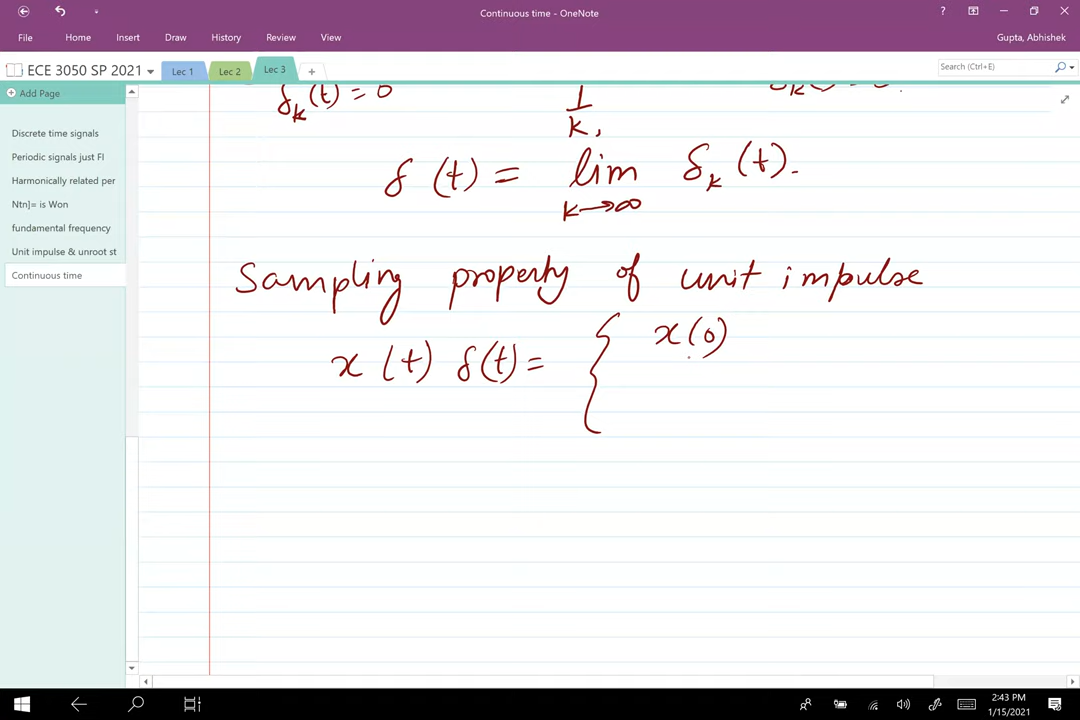 Continuous time - OneNote
Gupta, Abhishek
File Home Insert Draw History Review View
ECE 3050 SP 2021
Lec 1 Lec 2 Lec 3 +
Search (Ctrl+E)
Add Page
Discrete time signals
Periodic signals just FI
Harmonically related per
Ntn]= is Won
fundamental frequency
Unit impulse & unroot st
Continuous time
δk(t) = 0 1/k,
δ(t) = lim k→∞ δk(t).
Sampling property of unit impulse
x(t) δ(t) = { x(0)
2:43 PM
1/15/2021